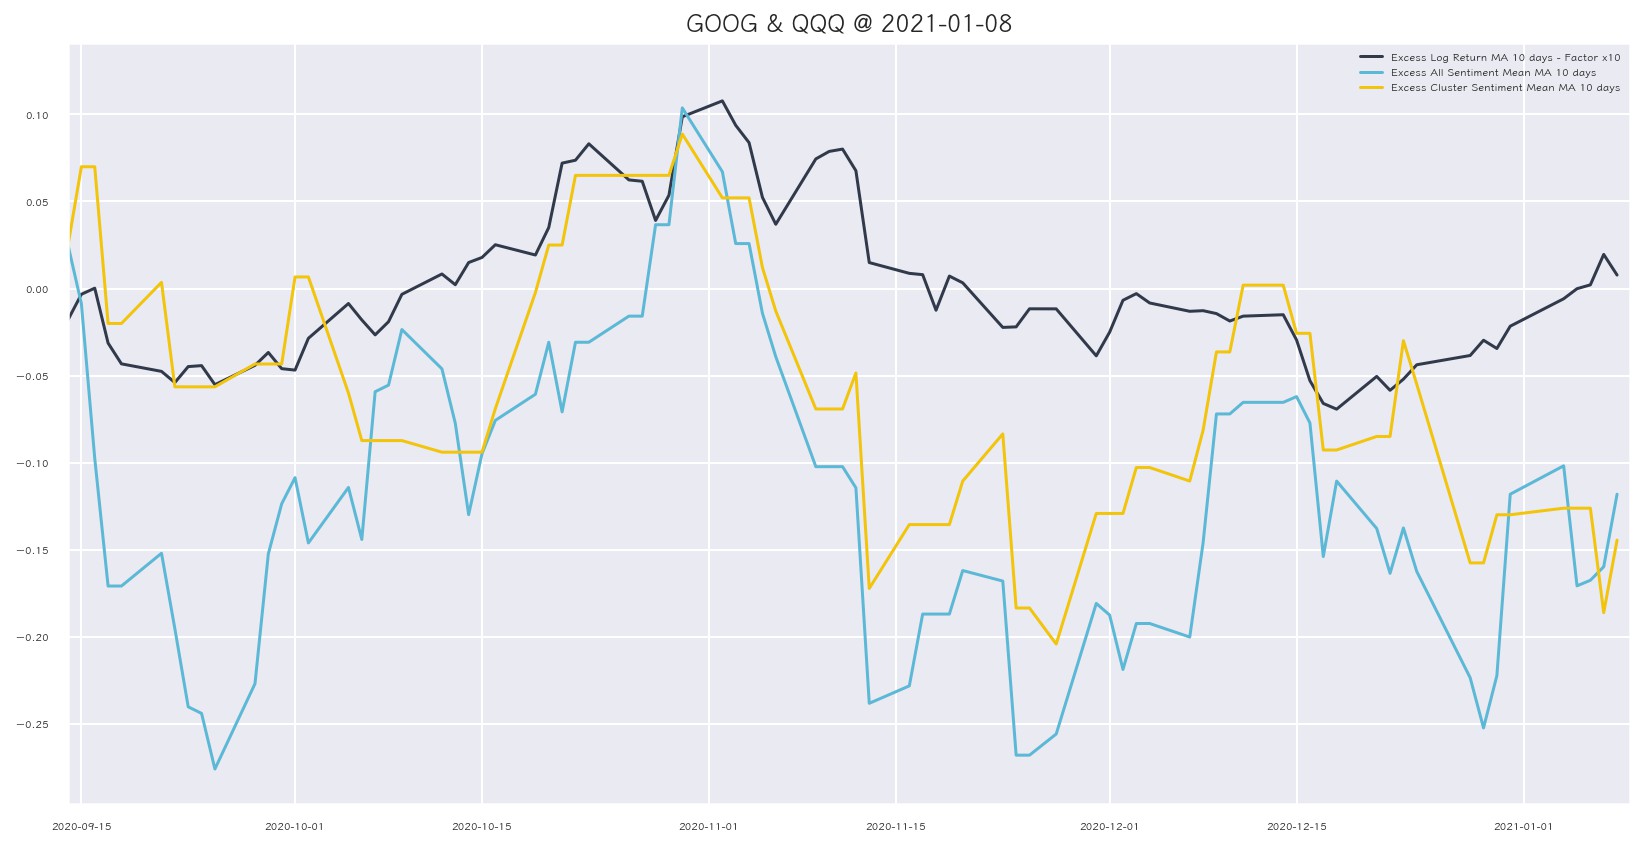 GOOG & QQQ @ 2021-01-08
Excess Log Return MA 10 days - Factor x10
Excess All Sentiment Mean MA 10 days
Excess Cluster Sentiment Mean MA 10 days
0.10
0.05
0.00
−0.05
−0.10
−0.15
−0.20
−0.25
2020-09-15 2020-10-01 2020-10-15 2020-11-01 2020-11-15 2020-12-01 2020-12-15 2021-01-01